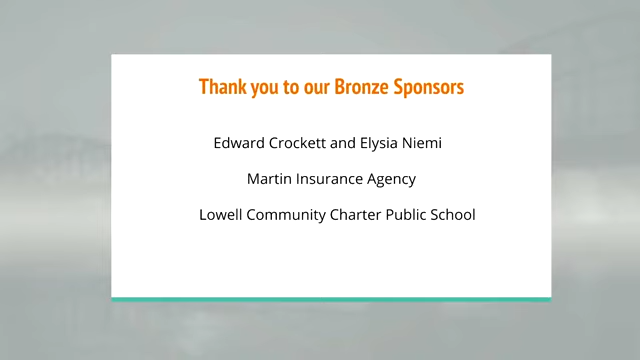 Thank you to our Bronze Sponsors
Edward Crockett and Elysia Niemi
Martin Insurance Agency
Lowell Community Charter Public School